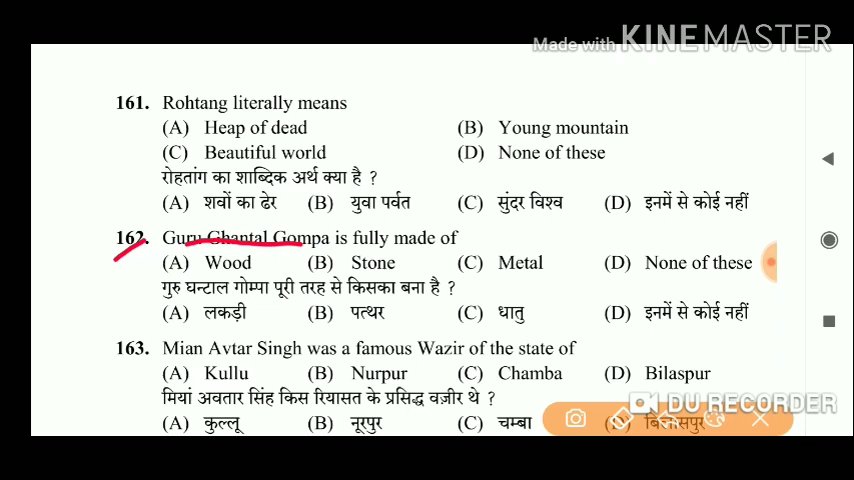 Made with KINEMASTER
161. Rohtang literally means
(A) Heap of dead (B) Young mountain
(C) Beautiful world (D) None of these
रोहतांग का शाब्दिक अर्थ क्या है ?
(A) शवों का ढेर (B) युवा पर्वत (C) सुंदर विश्व (D) इनमें से कोई नहीं
162. Guru Ghantal Gompa is fully made of
(A) Wood (B) Stone (C) Metal (D) None of these
गुरु घन्टाल गोम्पा पूरी तरह से किसका बना है ?
(A) लकड़ी (B) पत्थर (C) धातु (D) इनमें से कोई नहीं
163. Mian Avtar Singh was a famous Wazir of the state of
(A) Kullu (B) Nurpur (C) Chamba (D) Bilaspur
मियां अवतार सिंह किस रियासत के प्रसिद्ध वज़ीर थे ?
DU RECORDER
(A) कुल्लू (B) नूरपुर (C) चम्बा (D) बिलासपुर